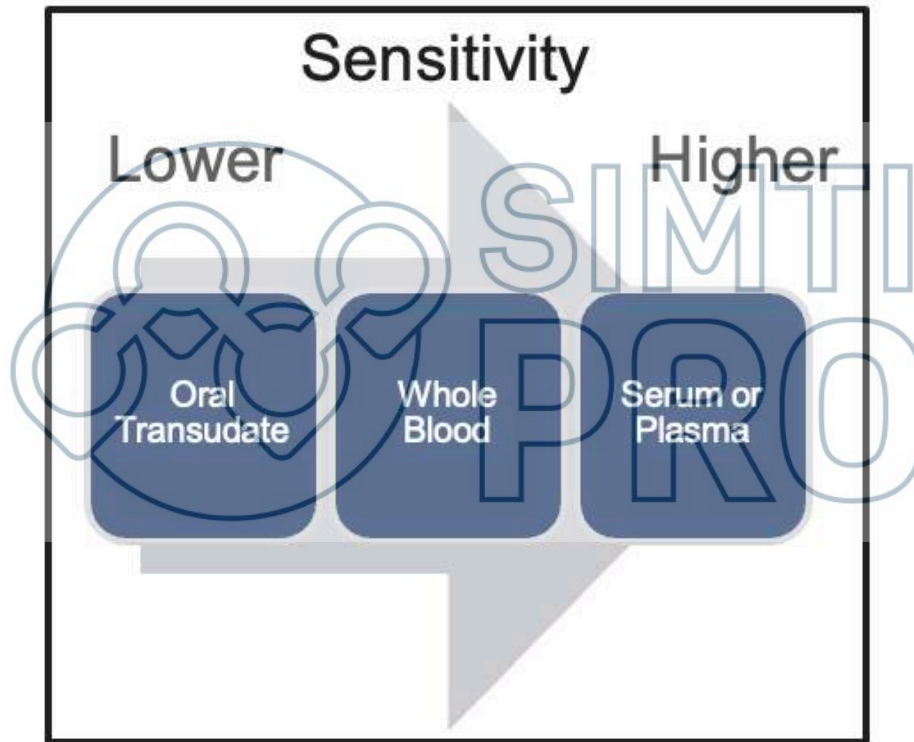 Sensitivity
Lower
Higher
Oral
Transudate
Whole
Blood
Serum or
Plasma
SIMTI
PRO